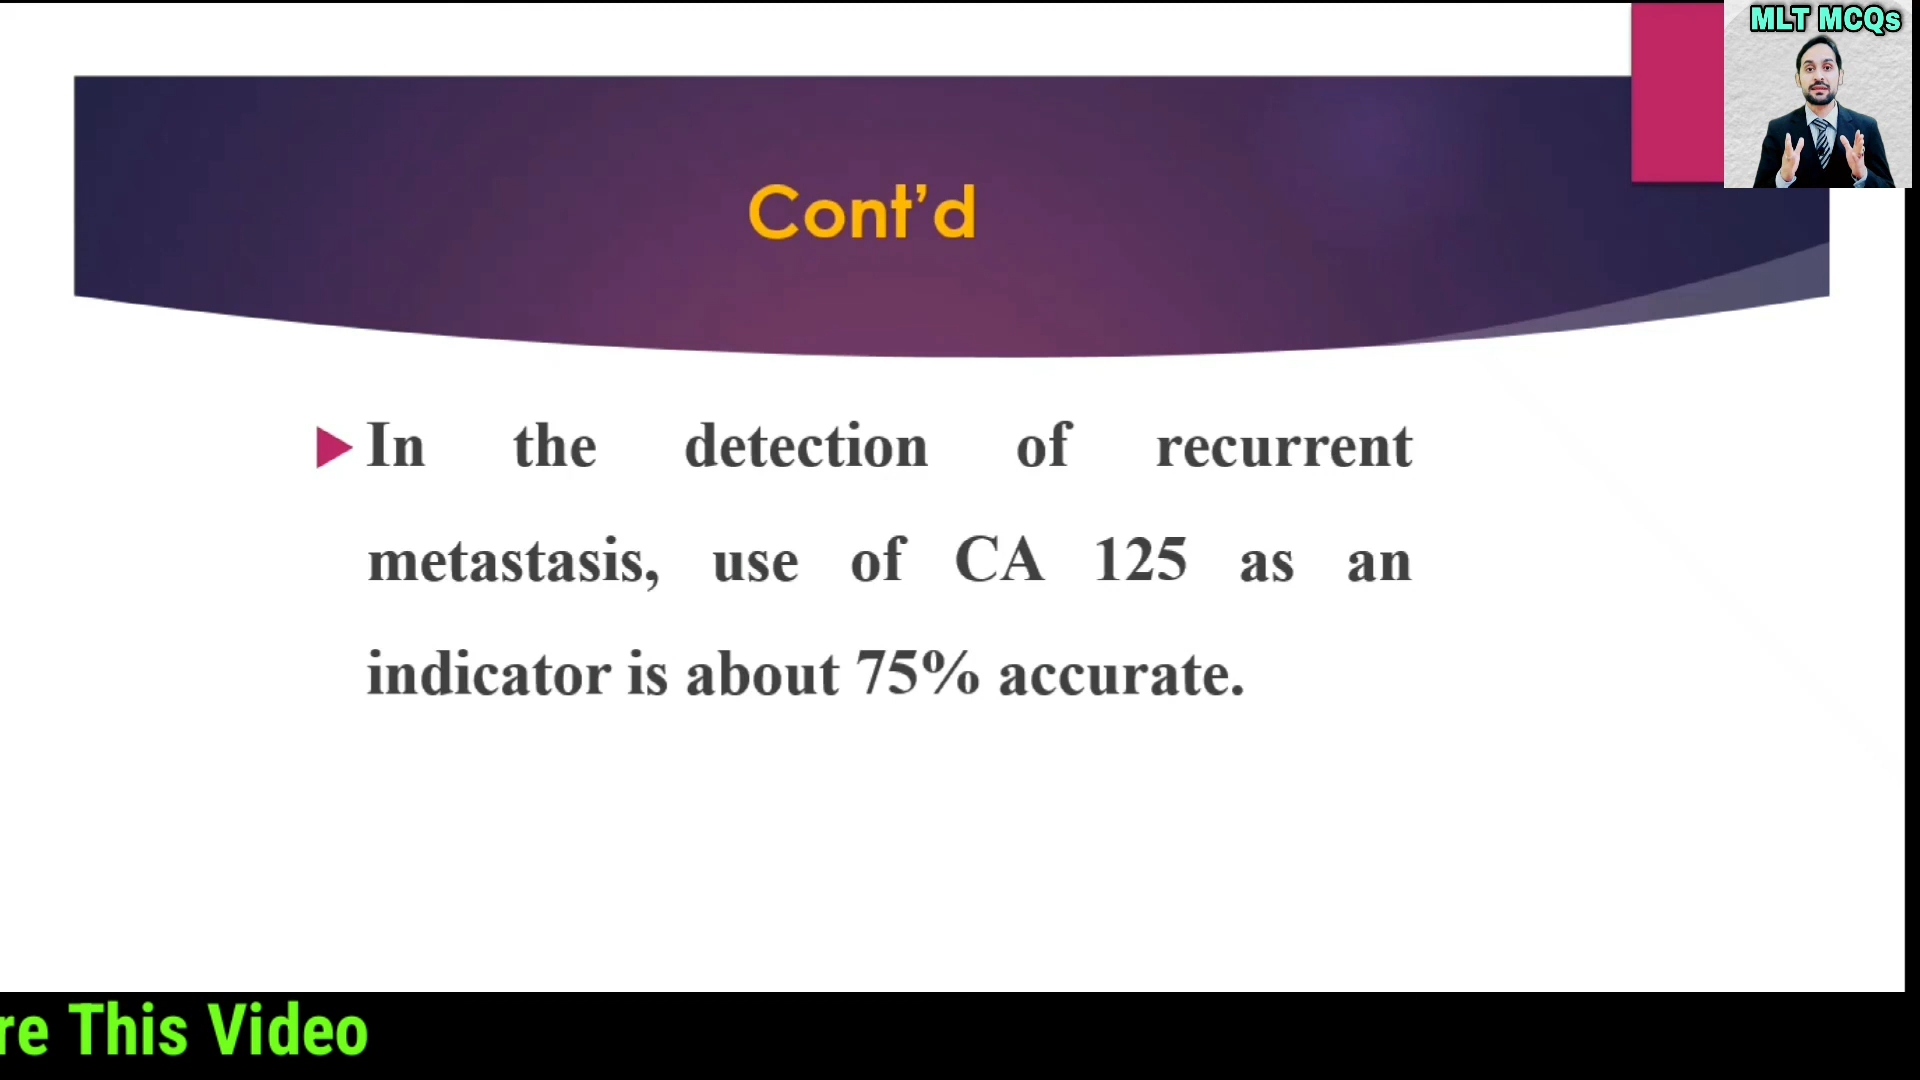 MLT MCQs
Cont’d
In the detection of recurrent
metastasis, use of CA 125 as an
indicator is about 75% accurate.
re This Video